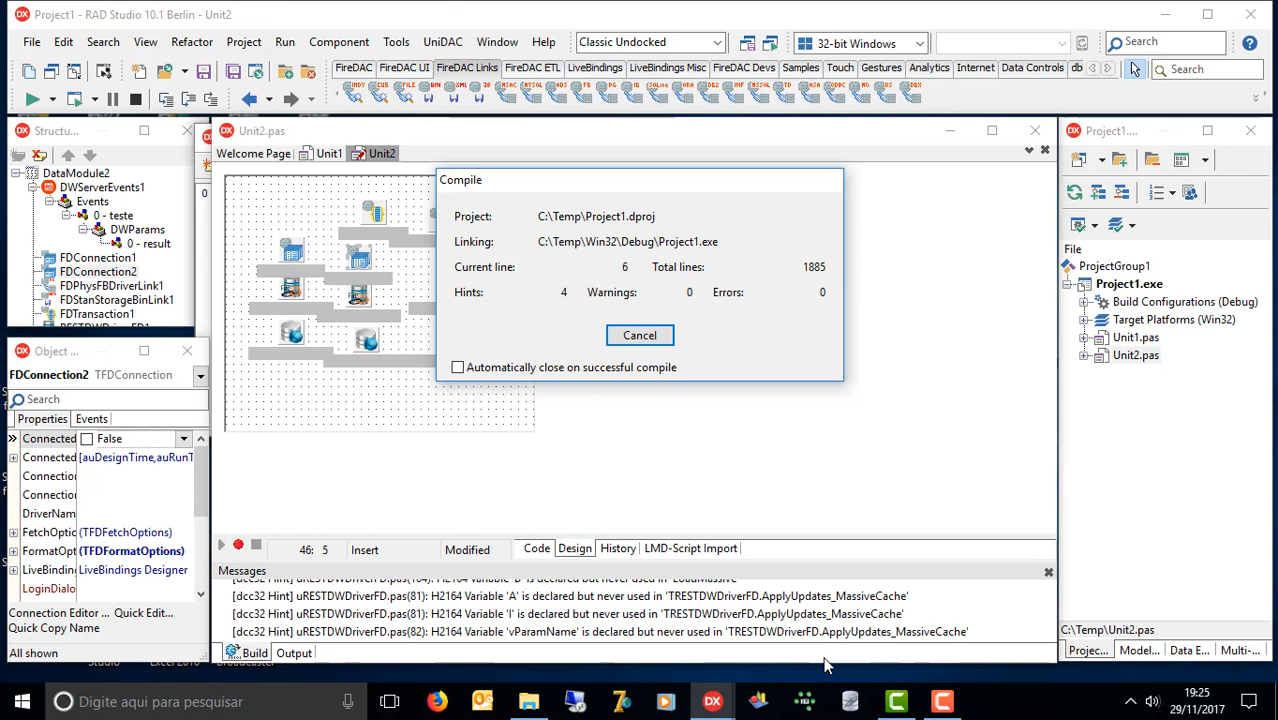 Project1 - RAD Studio 10.1 Berlin - Unit2
File Edit Search View Refactor Project Run Component Tools UniDAC Window Help
Classic Undocked
32-bit Windows
Search
FireDAC FireDAC UI FireDAC Links FireDAC ETL LiveBindings LiveBindings Misc FireDAC Devs Samples Touch Gestures Analytics Internet Data Controls db
Search
Structu...
DataModule2
DWServerEvents1
Events
0 - teste
DWParams
0 - result
FDConnection1
FDConnection2
FDPhysFBDriverLink1
FDStanStorageBinLink1
FDTransaction1
Object ...
FDConnection2 TFDConnection
Search
Properties Events
Connected False
Connected [auDesignTime,auRunT
Connection
Connection
DriverNam
FetchOptio (TFDFetchOptions)
FormatOpt (TFDFormatOptions)
LiveBinding LiveBindings Designer
LoginDialo
Connection Editor ... Quick Edit...
Quick Copy Name
All shown
Unit2.pas
Welcome Page Unit1 Unit2
Compile
Project: C:\Temp\Project1.dproj
Linking: C:\Temp\Win32\Debug\Project1.exe
Current line: 6 Total lines: 1885
Hints: 4 Warnings: 0 Errors: 0
Cancel
Automatically close on successful compile
46: 5 Insert Modified Code Design History LMD-Script Import
Messages
[dcc32 Hint] uRESTDWDriverFD.pas(81): H2164 Variable 'A' is declared but never used in 'TRESTDWDriverFD.ApplyUpdates_MassiveCache'
[dcc32 Hint] uRESTDWDriverFD.pas(81): H2164 Variable 'I' is declared but never used in 'TRESTDWDriverFD.ApplyUpdates_MassiveCache'
[dcc32 Hint] uRESTDWDriverFD.pas(82): H2164 Variable 'vParamName' is declared but never used in 'TRESTDWDriverFD.ApplyUpdates_MassiveCache'
Build Output
Project1....
File
ProjectGroup1
Project1.exe
Build Configurations (Debug)
Target Platforms (Win32)
Unit1.pas
Unit2.pas
C:\Temp\Unit2.pas
Projec... Model... Data E... Multi-...
Digite aqui para pesquisar
19:25
29/11/2017